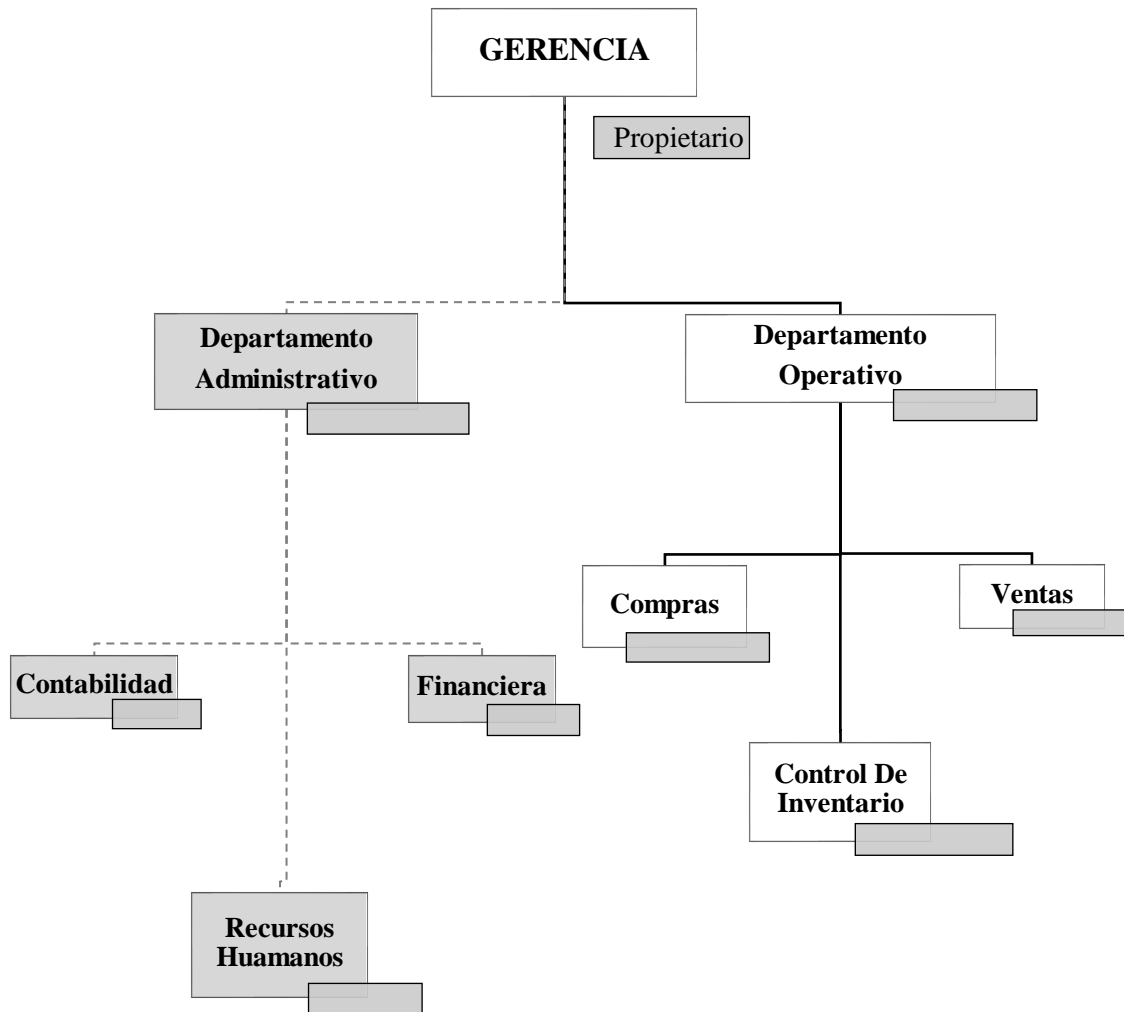 GERENCIA
Propietario
Departamento
Administrativo
Departamento
Operativo
Compras
Ventas
Contabilidad
Financiera
Control De
Inventario
Recursos
Huamanos